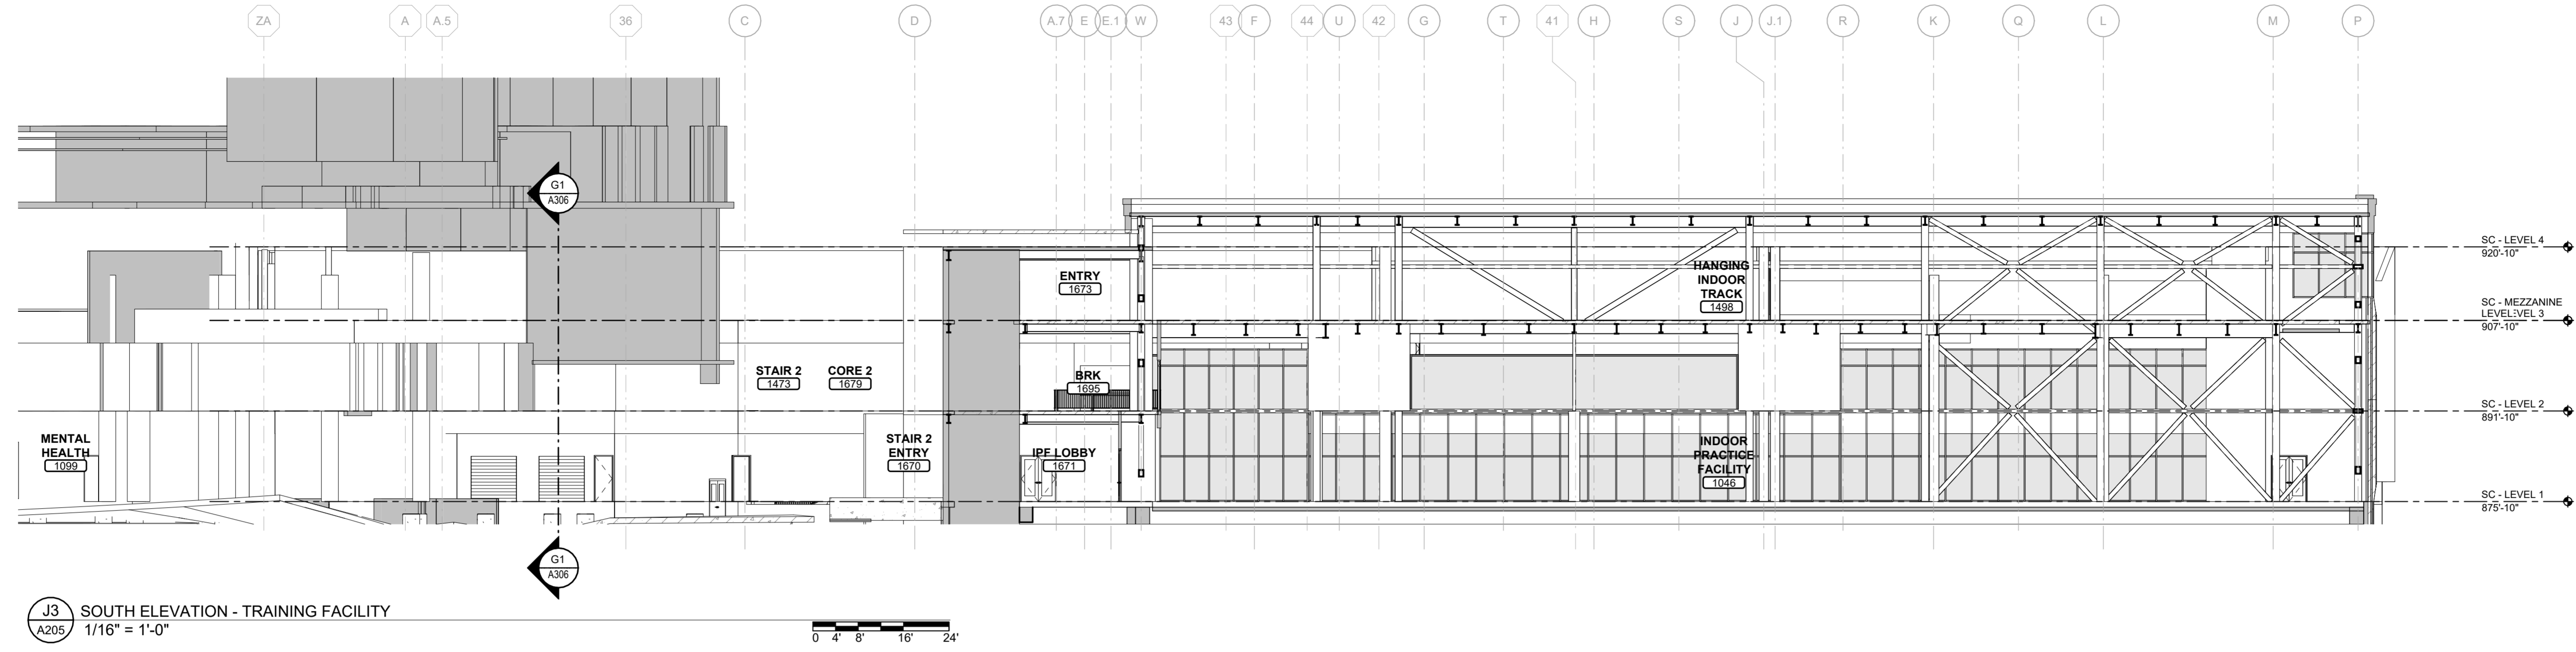 ZA A A.5 36 C D A.7 E E.1 W 43 F 44 U 42 G T 41 H S J J.1 R K Q L M P
G1
A306
SC - LEVEL 4
920'-10"
ENTRY
1673
HANGING
INDOOR
TRACK
1498
SC - MEZZANINE
907'-10"
STAIR 2
1473
CORE 2
1679
BRK
1695
SC - LEVEL 2
891'-10"
MENTAL
HEALTH
1099
STAIR 2
ENTRY
1670
IPF LOBBY
1671
INDOOR
PRACTICE
FACILITY
1046
SC - LEVEL 1
875'-10"
G1
A306
J3
A205
SOUTH ELEVATION - TRAINING FACILITY
1/16" = 1'-0"
0 4' 8' 16' 24'